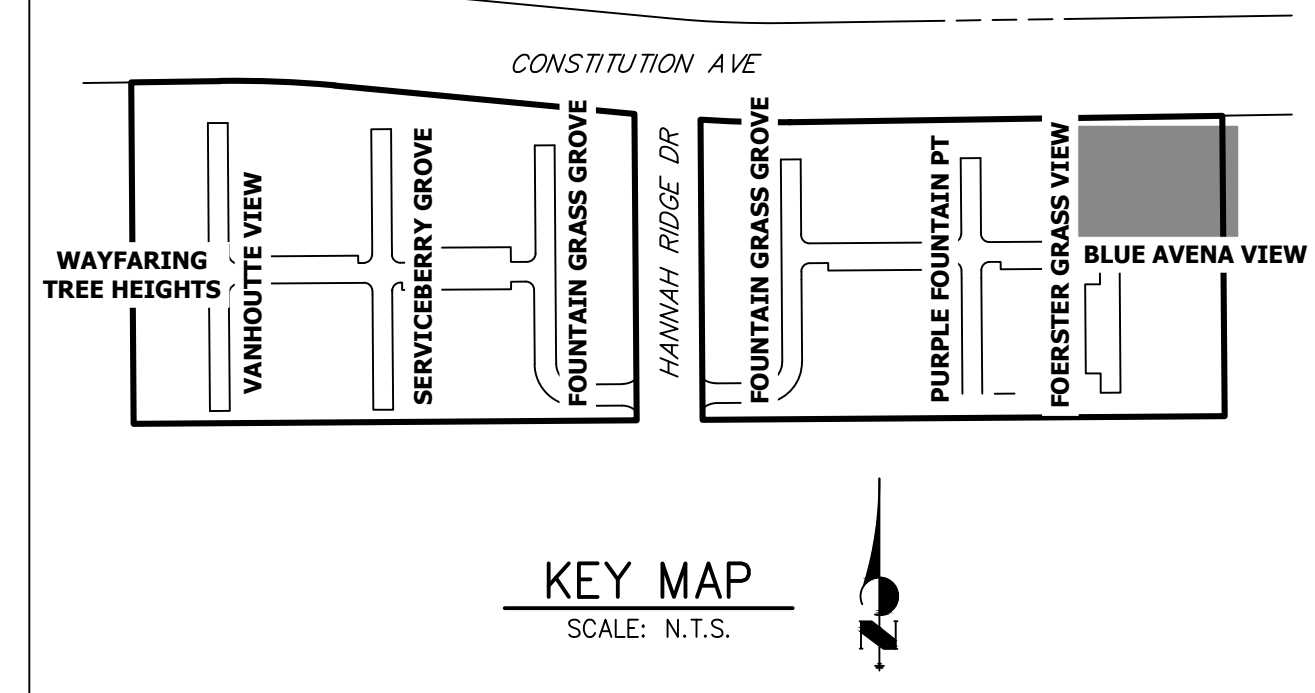 CONSTITUTION AVE
WAYFARING
TREE HEIGHTS
VANHOUTTE VIEW
SERVICEBERRY GROVE
FOUNTAIN GRASS GROVE
HANNAH RIDGE DR
FOUNTAIN GRASS GROVE
PURPLE FOUNTAIN PT
FOERSTER GRASS VIEW
BLUE AVENA VIEW
KEY MAP
SCALE: N.T.S.
N